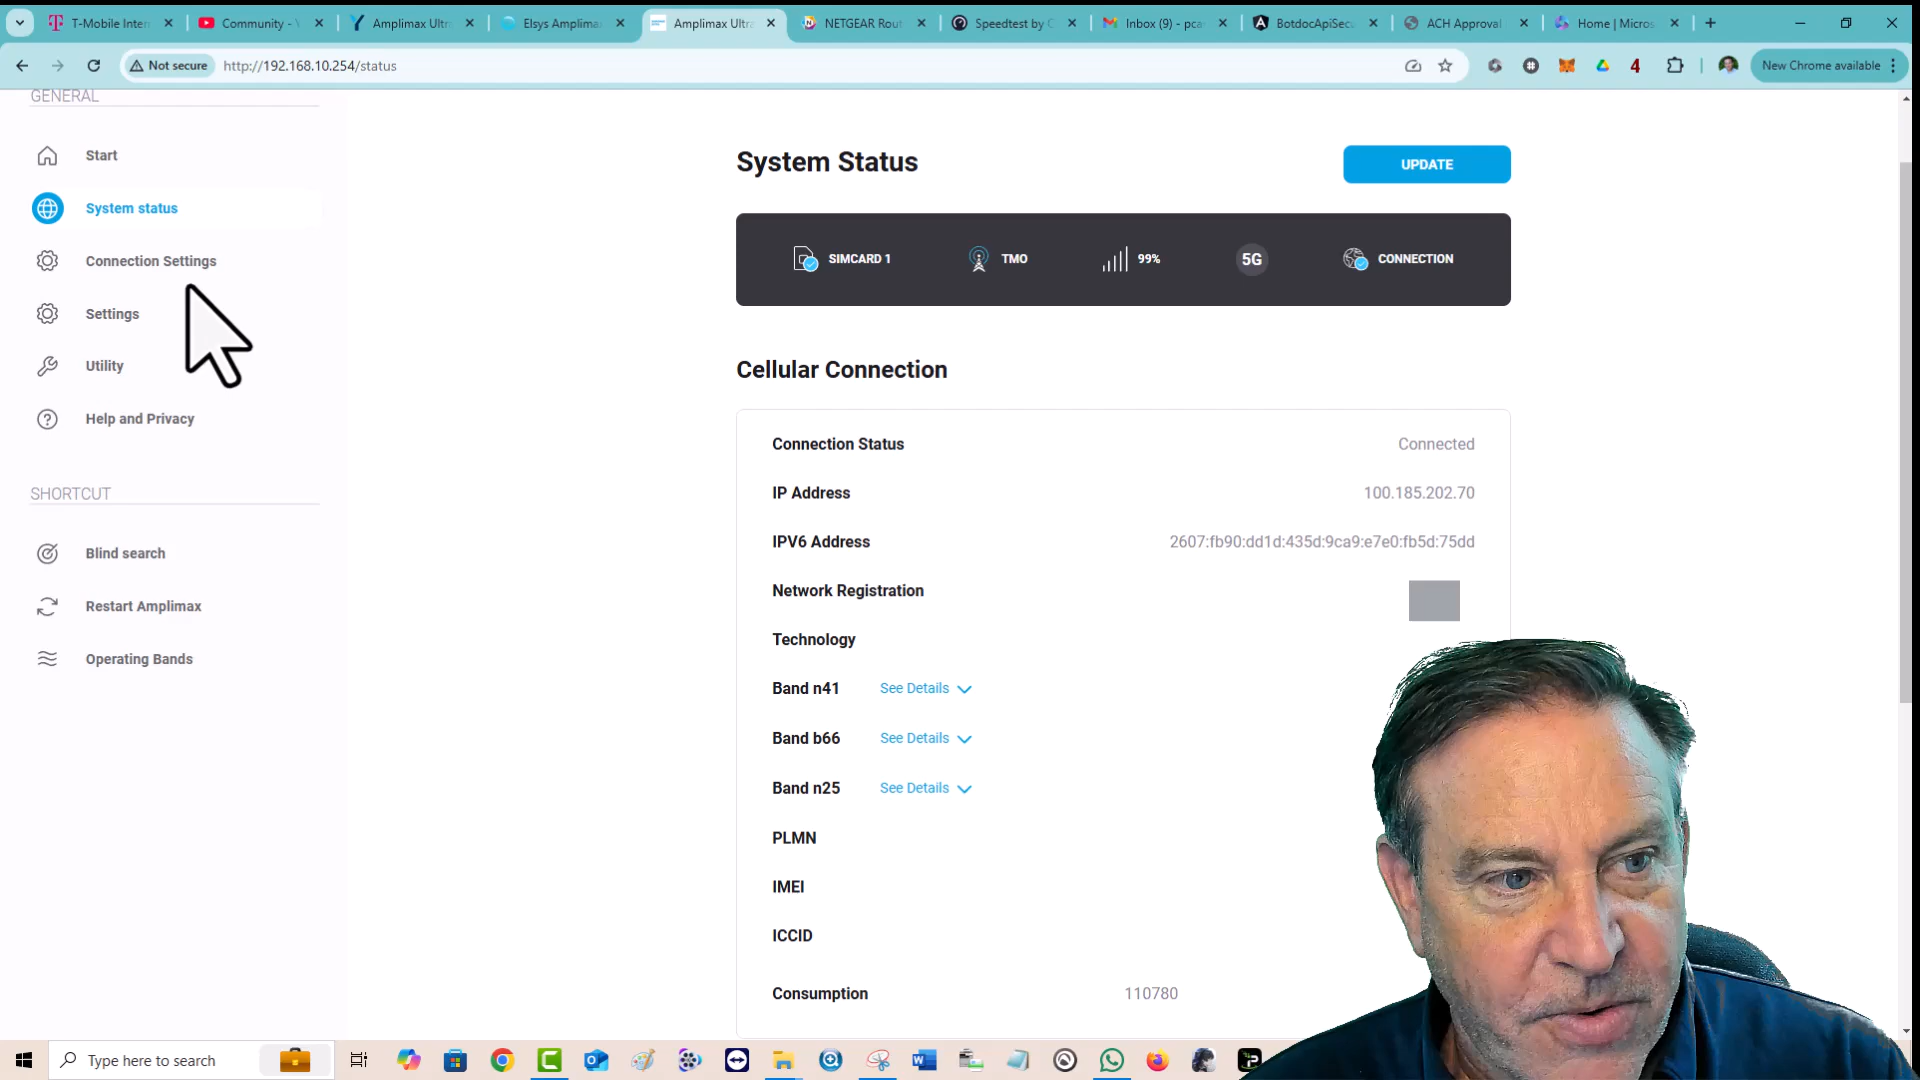 T-Mobile Inter
Community - Y
Amplimax Ultr
Elsys Amplima
Amplimax Ultra
NETGEAR Rout
Speedtest by O
Inbox (9) - pca
BotdocApiSecu
ACH Approval
Home | Micros
Not secure
http://192.168.10.254/status
4
New Chrome available
GENERAL
Start
System status
Connection Settings
Settings
Utility
Help and Privacy
SHORTCUT
Blind search
Restart Amplimax
Operating Bands
System Status
UPDATE
SIMCARD 1
TMO
99%
5G
CONNECTION
Cellular Connection
Connection Status Connected
IP Address 100.185.202.70
IPV6 Address 2607:fb90:dd1d:435d:9ca9:e7e0:fb5d:75dd
Network Registration
Technology
Band n41 See Details
Band b66 See Details
Band n25 See Details
PLMN
IMEI
ICCID
Consumption 110780
Type here to search